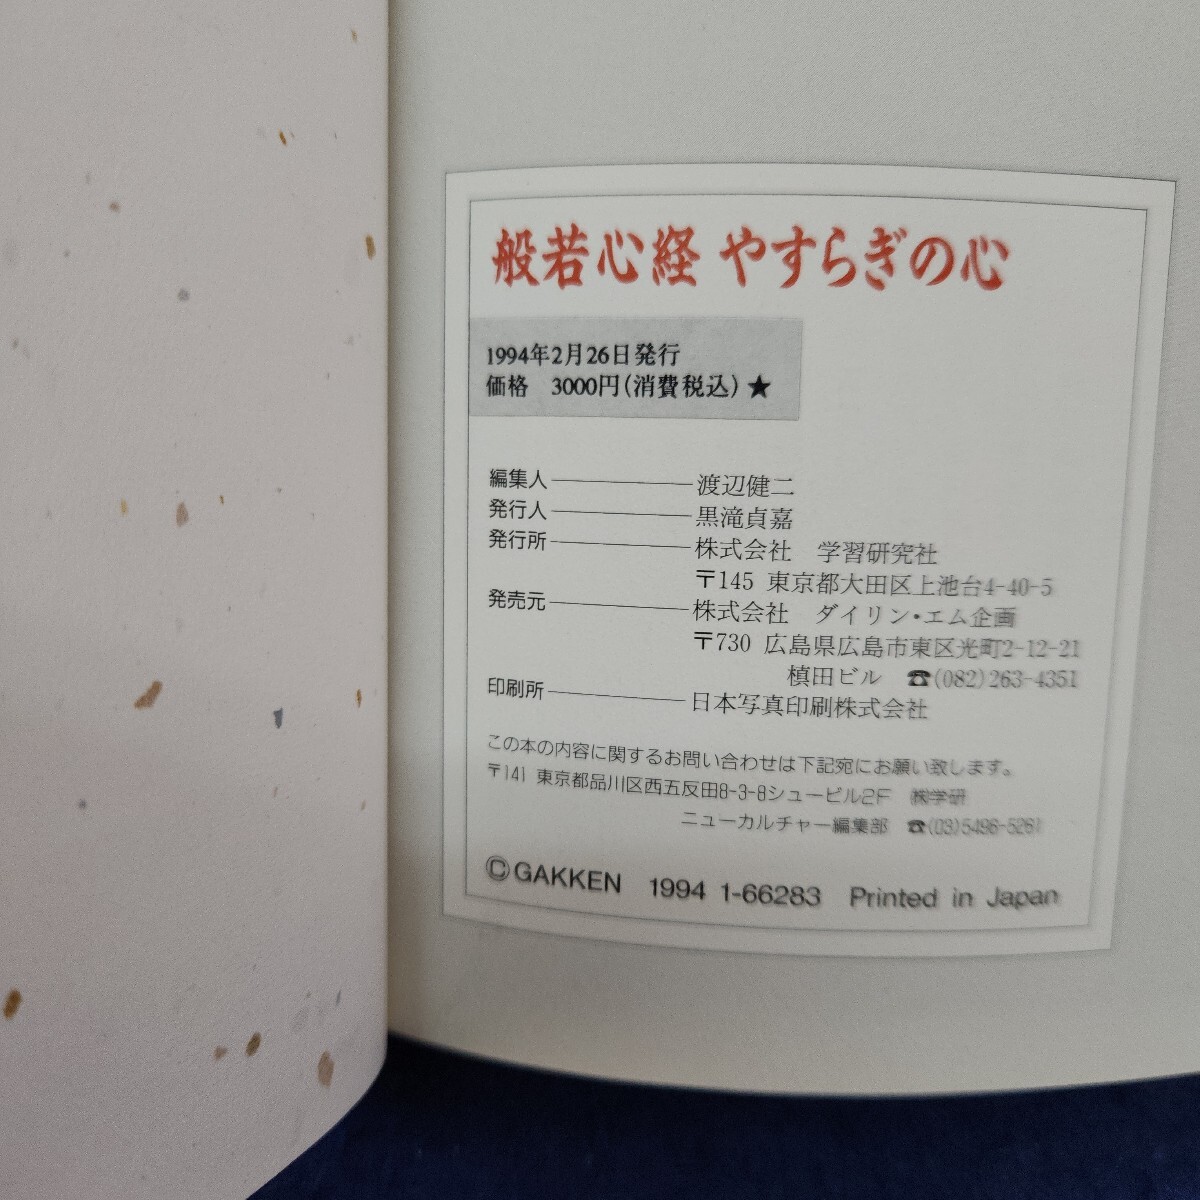 般若心経 やすらぎの心
1994年2月26日発行
価格 3000円(消費税込)★
編集人 渡辺健二
発行人 黒滝貞嘉
発行所 株式会社 学習研究社
〒145 東京都大田区上池台4-40-5
発売元 株式会社 ダイリン・エム企画
〒730 広島県広島市東区光町2-12-21
槙田ビル ☎(082)263-4351
印刷所 日本写真印刷株式会社
この本の内容に関するお問い合わせは下記宛にお願い致します。
〒141 東京都品川区西五反田8-3-8シュービル2F ㈱学研
ニューカルチャー編集部 ☎(03)5496-5261
©GAKKEN 1994 1-66283 Printed in Japan